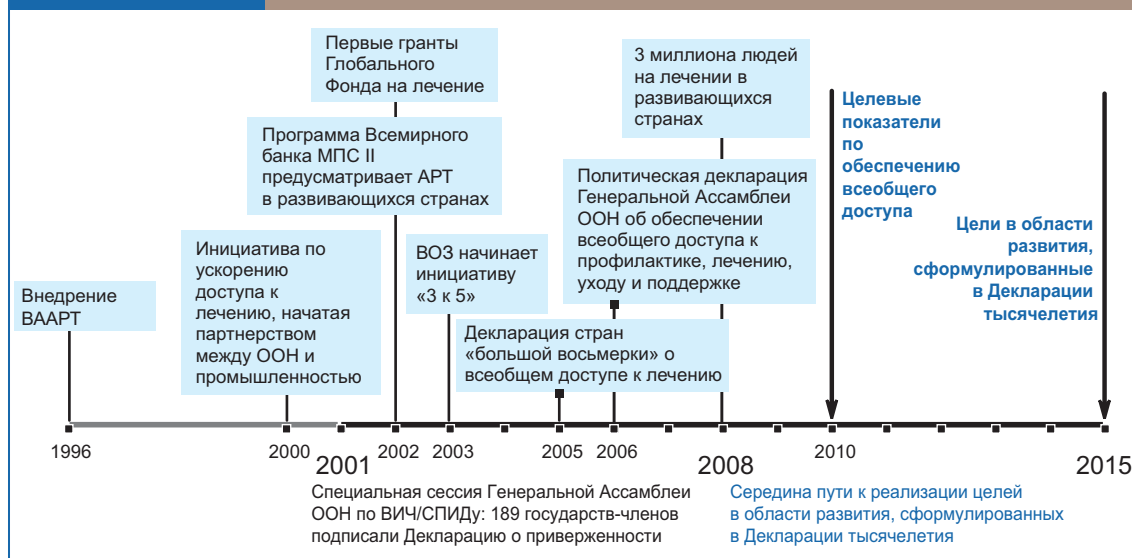 Первые гранты
Глобального
Фонда на лечение
3 миллиона людей
на лечении в
развивающихся
странах
Целевые
показатели
по
обеспечению
всеобщего
доступа
Программа Всемирного
банка МПС II
предусматривает АРТ
в развивающихся странах
Политическая декларация
Генеральной Ассамблеи
ООН об обеспечении
всеобщего доступа к
профилактике, лечению,
уходу и поддержке
Цели в области
развития,
сформулированные
в Декларации
тысячелетия
Инициатива по
ускорению
доступа к
лечению, начатая
партнерством
между ООН и
промышленностью
ВОЗ начинает
инициативу
«3 к 5»
Внедрение
ВААРТ
Декларация стран
«большой восьмерки» о
всеобщем доступе к лечению
1996
2000
2001
2002
2003
2005
2006
2008
2010
2015
Специальная сессия Генеральной Ассамблеи
ООН по ВИЧ/СПИДу: 189 государств-членов
подписали Декларацию о приверженности
Середина пути к реализации целей
в области развития, сформулированных
в Декларации тысячелетия